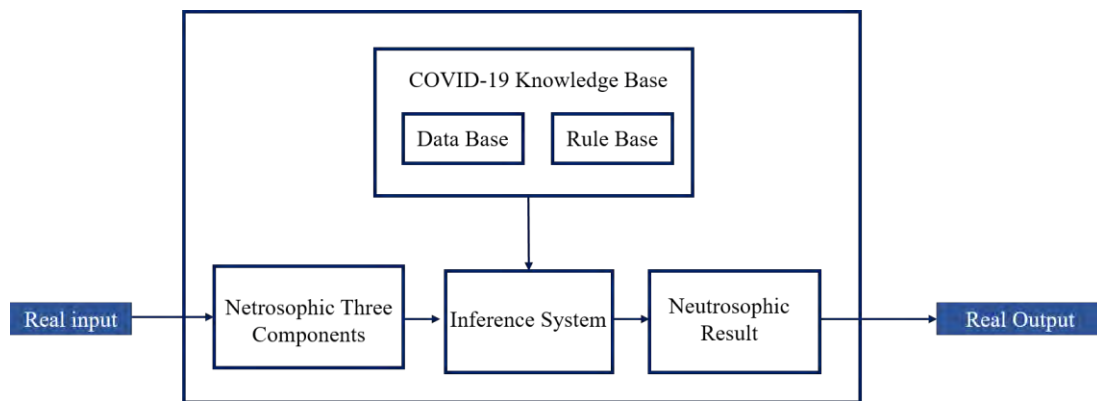 COVID-19 Knowledge Base
Data Base
Rule Base
Real input
Netrosophic Three
Components
Inference System
Neutrosophic
Result
Real Output